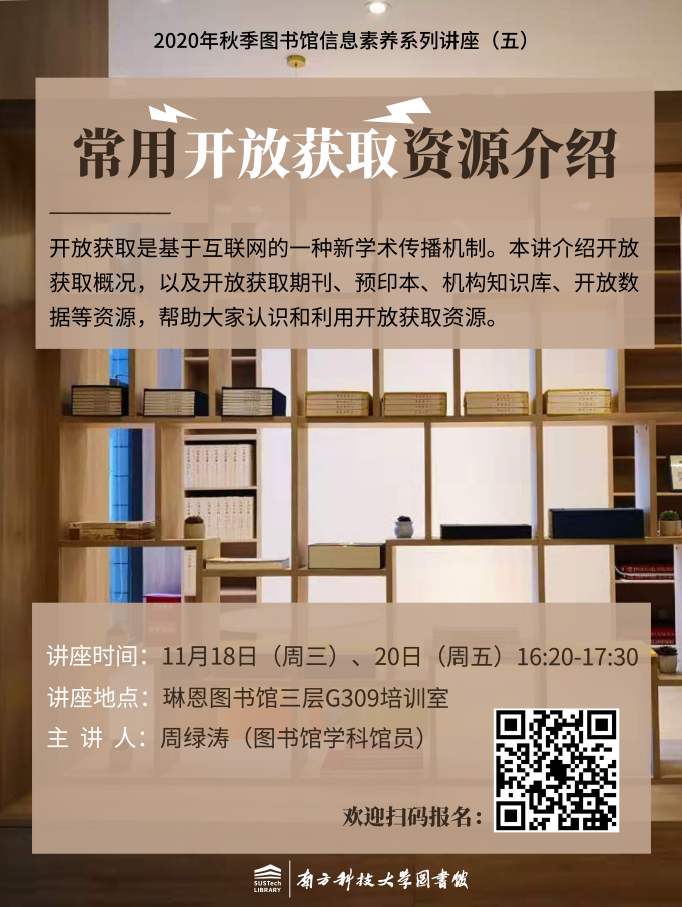 2020年秋季图书馆信息素养系列讲座（五）
常用开放获取资源介绍
开放获取是基于互联网的一种新学术传播机制。本讲介绍开放
获取概况，以及开放获取期刊、预印本、机构知识库、开放数
据等资源，帮助大家认识和利用开放获取资源。
讲座时间：11月18日（周三）、20日（周五）16:20-17:30
讲座地点：琳恩图书馆三层G309培训室
主 讲 人：周绿涛（图书馆学科馆员）
欢迎扫码报名：
SUSTech
LIBRARY
南方科技大学图书馆